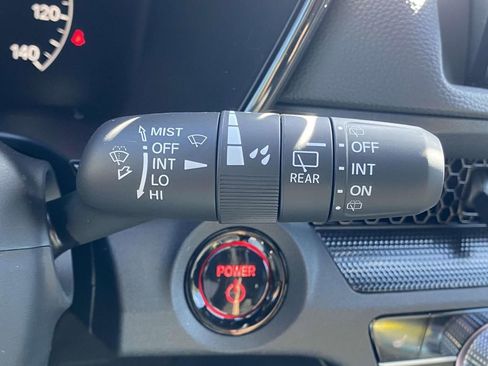 120
140
MIST
OFF
INT
LO
HI
REAR
OFF
INT
ON
POWER